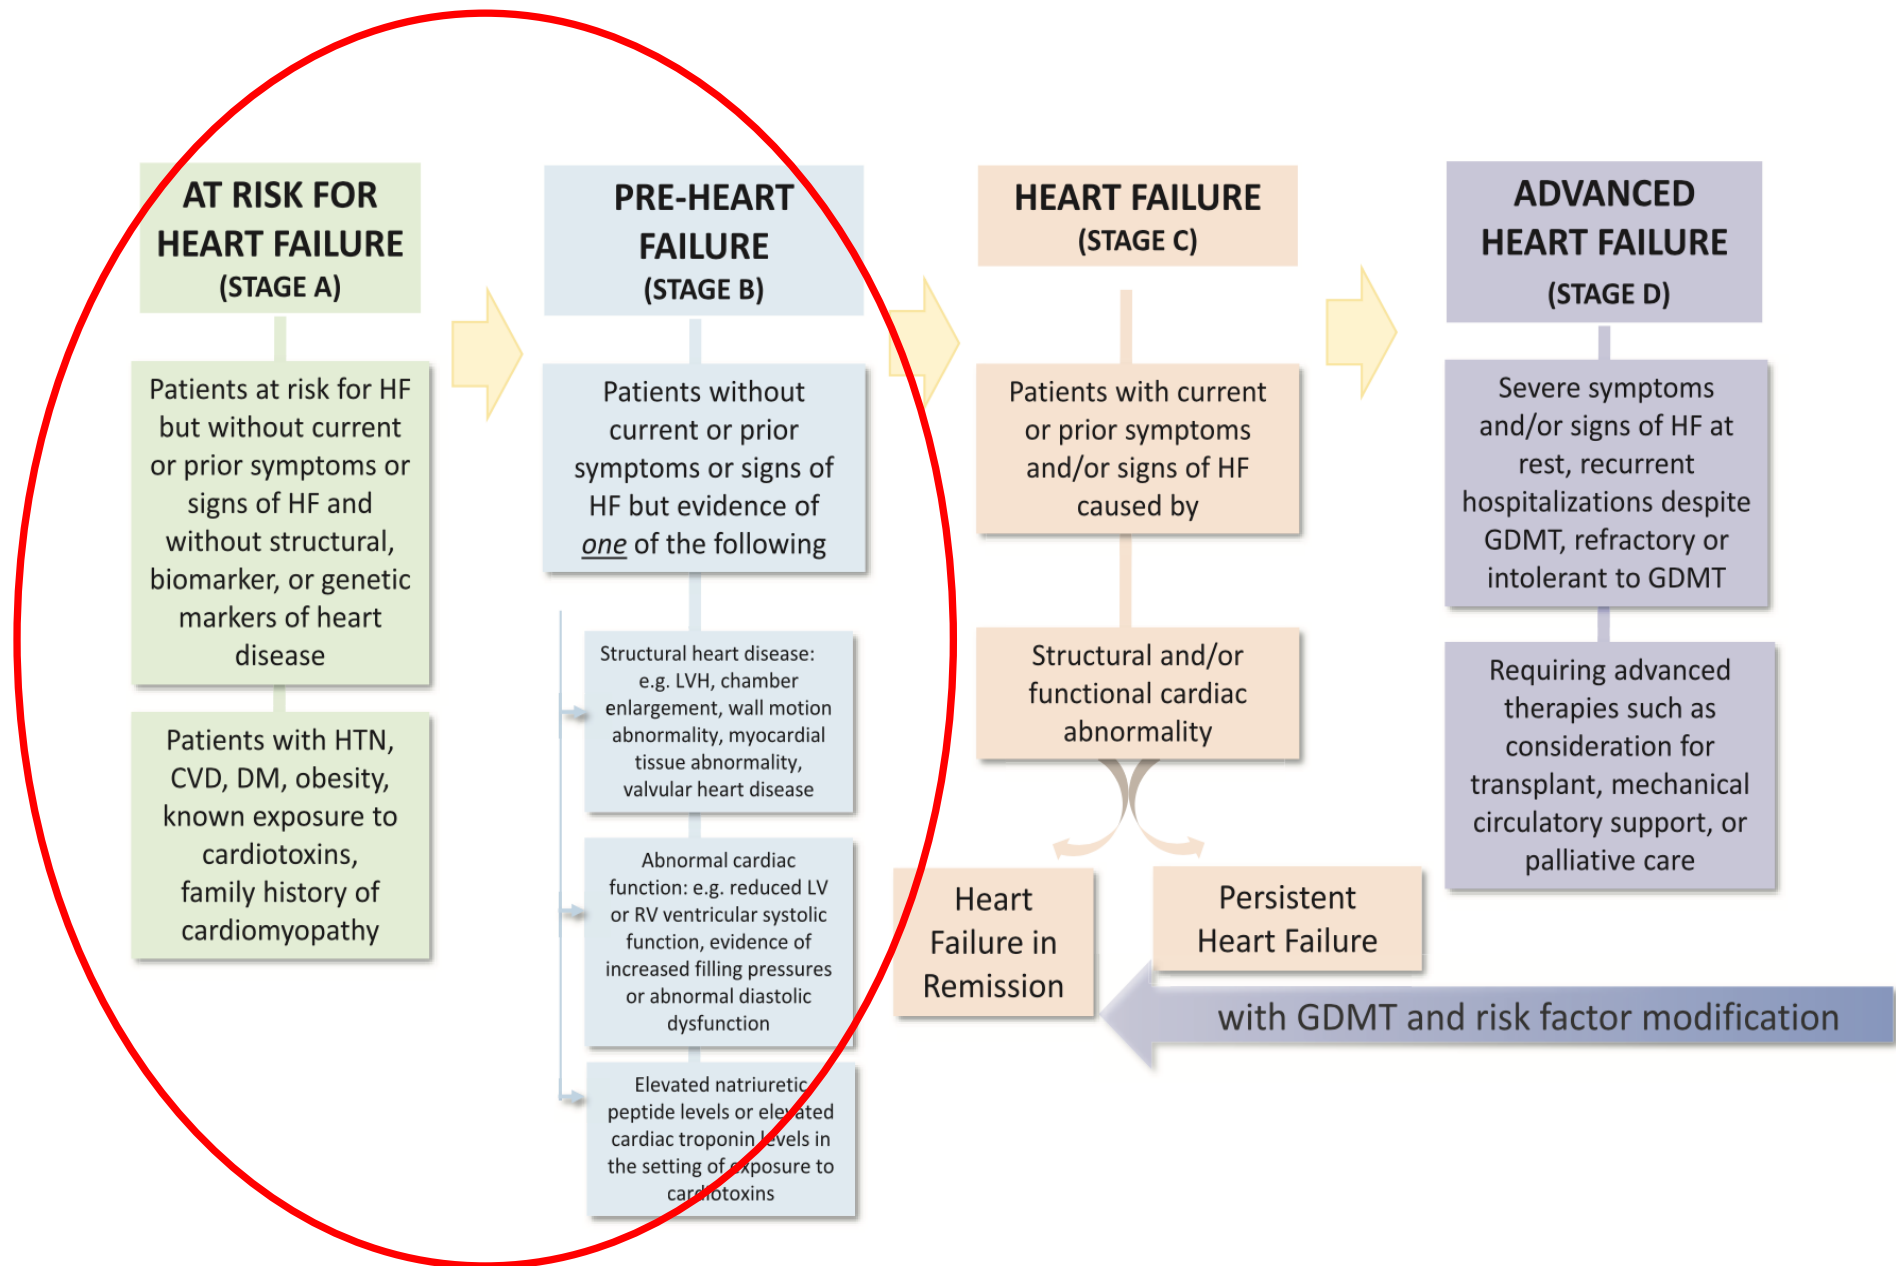 AT RISK FOR
HEART FAILURE
(STAGE A)
Patients at risk for HF
but without current
or prior symptoms or
signs of HF and
without structural,
biomarker, or genetic
markers of heart
disease
Patients with HTN,
CVD, DM, obesity,
known exposure to
cardiotoxins,
family history of
cardiomyopathy
PRE-HEART
FAILURE
(STAGE B)
Patients without
current or prior
symptoms or signs of
HF but evidence of
one of the following
Structural heart disease:
e.g. LVH, chamber
enlargement, wall motion
abnormality, myocardial
tissue abnormality,
valvular heart disease
Abnormal cardiac
function: e.g. reduced LV
or RV ventricular systolic
function, evidence of
increased filling pressures
or abnormal diastolic
dysfunction
Elevated natriuretic
peptide levels or elevated
cardiac troponin levels in
the setting of exposure to
cardiotoxins
HEART FAILURE
(STAGE C)
Patients with current
or prior symptoms
and/or signs of HF
caused by
Structural and/or
functional cardiac
abnormality
Heart
Failure in
Remission
Persistent
Heart Failure
ADVANCED
HEART FAILURE
(STAGE D)
Severe symptoms
and/or signs of HF at
rest, recurrent
hospitalizations despite
GDMT, refractory or
intolerant to GDMT
Requiring advanced
therapies such as
consideration for
transplant, mechanical
circulatory support, or
palliative care
with GDMT and risk factor modification